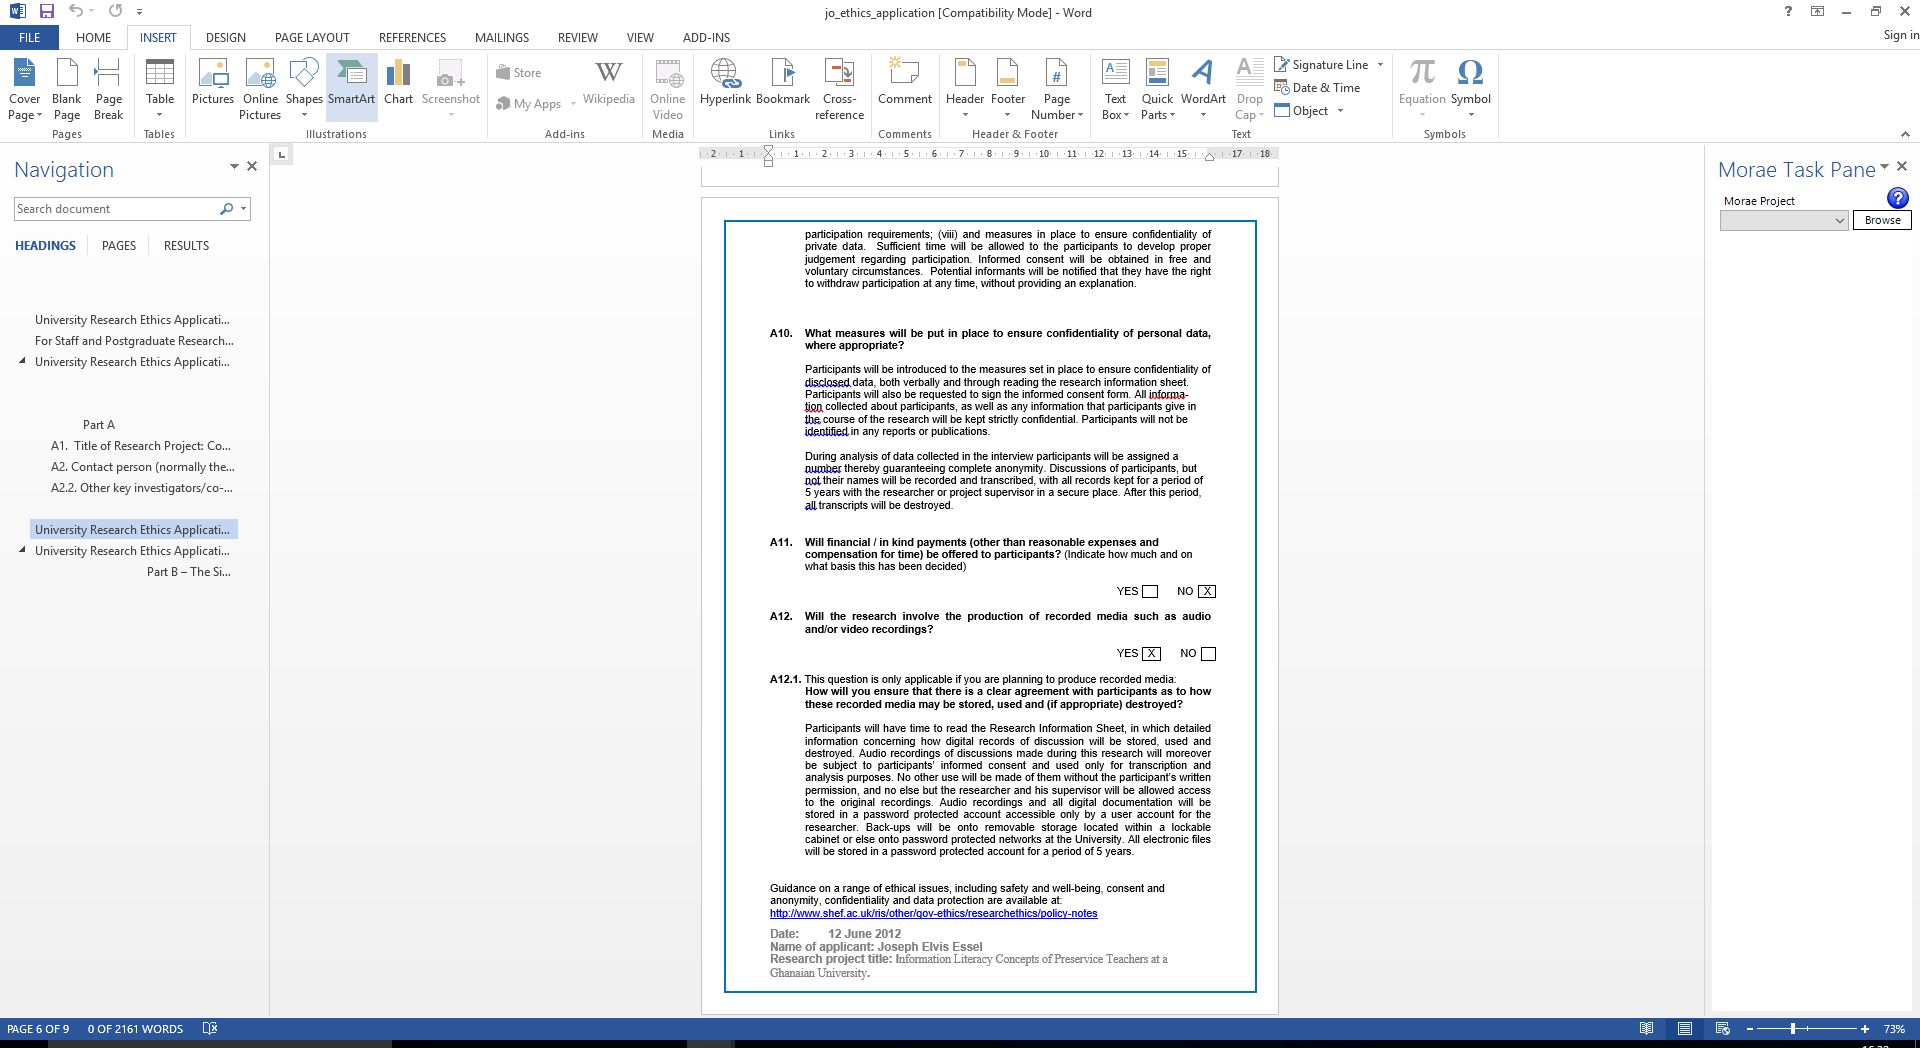 jo_ethics_application [Compatibility Mode] - Word
FILE HOME INSERT DESIGN PAGE LAYOUT REFERENCES MAILINGS REVIEW VIEW ADD-INS
Sign in
Cover Page
Blank Page
Page Break
Pages
Table
Tables
Pictures
Online Pictures
Shapes
SmartArt
Chart
Screenshot
Illustrations
Store
My Apps
Wikipedia
Add-ins
Online Video
Media
Hyperlink
Bookmark
Cross-reference
Links
Comment
Comments
Header
Footer
Page Number
Header & Footer
Text Box
Quick Parts
WordArt
Drop Cap
Signature Line
Date & Time
Object
Text
Equation
Symbol
Symbols
Navigation
Search document
HEADINGS PAGES RESULTS
University Research Ethics Applicati...
For Staff and Postgraduate Research...
University Research Ethics Applicati...
Part A
A1. Title of Research Project: Co...
A2. Contact person (normally the...
A2.2. Other key investigators/co-...
University Research Ethics Applicati...
University Research Ethics Applicati...
Part B – The Si...
2 1 1 2 3 4 5 6 7 8 9 10 11 12 13 14 15 17 18
participation requirements; (viii) and measures in place to ensure confidentiality of
private data. Sufficient time will be allowed to the participants to develop proper
judgement regarding participation. Informed consent will be obtained in free and
voluntary circumstances. Potential informants will be notified that they have the right
to withdraw participation at any time, without providing an explanation.
A10. What measures will be put in place to ensure confidentiality of personal data,
where appropriate?
Participants will be introduced to the measures set in place to ensure confidentiality of
disclosed data, both verbally and through reading the research information sheet.
Participants will also be requested to sign the informed consent form. All informa-
tion collected about participants, as well as any information that participants give in
the course of the research will be kept strictly confidential. Participants will not be
identified in any reports or publications.
During analysis of data collected in the interview participants will be assigned a
number thereby guaranteeing complete anonymity. Discussions of participants, but
not their names will be recorded and transcribed, with all records kept for a period of
5 years with the researcher or project supervisor in a secure place. After this period,
all transcripts will be destroyed.
A11. Will financial / in kind payments (other than reasonable expenses and
compensation for time) be offered to participants? (Indicate how much and on
what basis this has been decided)
YES NO X
A12. Will the research involve the production of recorded media such as audio
and/or video recordings?
YES X NO
A12.1. This question is only applicable if you are planning to produce recorded media:
How will you ensure that there is a clear agreement with participants as to how
these recorded media may be stored, used and (if appropriate) destroyed?
Participants will have time to read the Research Information Sheet, in which detailed
information concerning how digital records of discussion will be stored, used and
destroyed. Audio recordings of discussions made during this research will moreover
be subject to participants' informed consent and used only for transcription and
analysis purposes. No other use will be made of them without the participant's written
permission, and no else but the researcher and his supervisor will be allowed access
to the original recordings. Audio recordings and all digital documentation will be
stored in a password protected account accessible only by a user account for the
researcher. Back-ups will be onto removable storage located within a lockable
cabinet or else onto password protected networks at the University. All electronic files
will be stored in a password protected account for a period of 5 years.
Guidance on a range of ethical issues, including safety and well-being, consent and
anonymity, confidentiality and data protection are available at:
http://www.shef.ac.uk/ris/other/gov-ethics/researchethics/policy-notes
Date: 12 June 2012
Name of applicant: Joseph Elvis Essel
Research project title: Information Literacy Concepts of Preservice Teachers at a
Ghanaian University.
Morae Task Pane
Morae Project
Browse
PAGE 6 OF 9 0 OF 2161 WORDS
73%